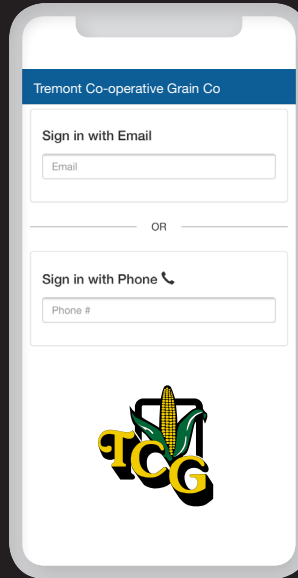 Tremont Co-operative Grain Co
Sign in with Email
Email
OR
Sign in with Phone
Phone #
TCG